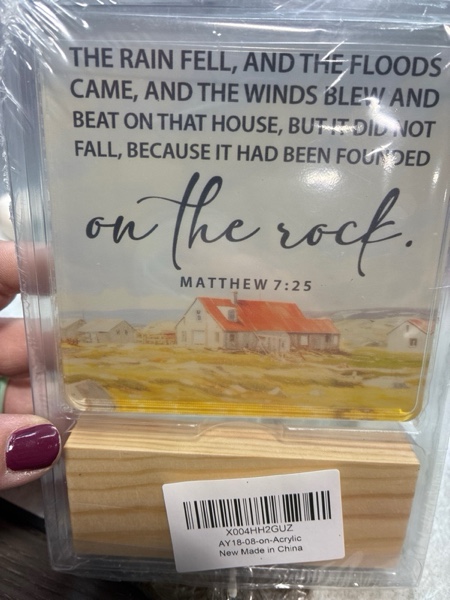 THE RAIN FELL, AND THE FLOODS
CAME, AND THE WINDS BLEW AND
BEAT ON THAT HOUSE, BUT IT DID NOT
FALL, BECAUSE IT HAD BEEN FOUNDED
on the rock.
MATTHEW 7:25
X004HH2GUZ
AY18-08-on-Acrylic
New Made in China